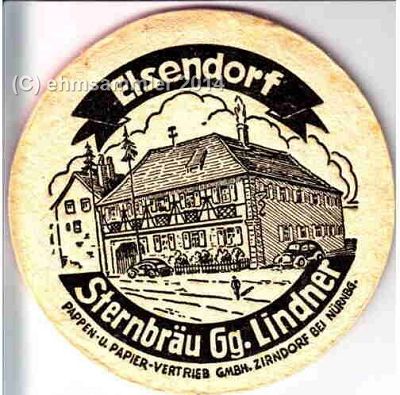 (C) ehmsammler 2014
Elsendorf
Sternbräu Gg. Lindner
PAPPEN- U. PAPIER-VERTRIEB GMBH. ZIRNDORF BEI NÜRNBG.